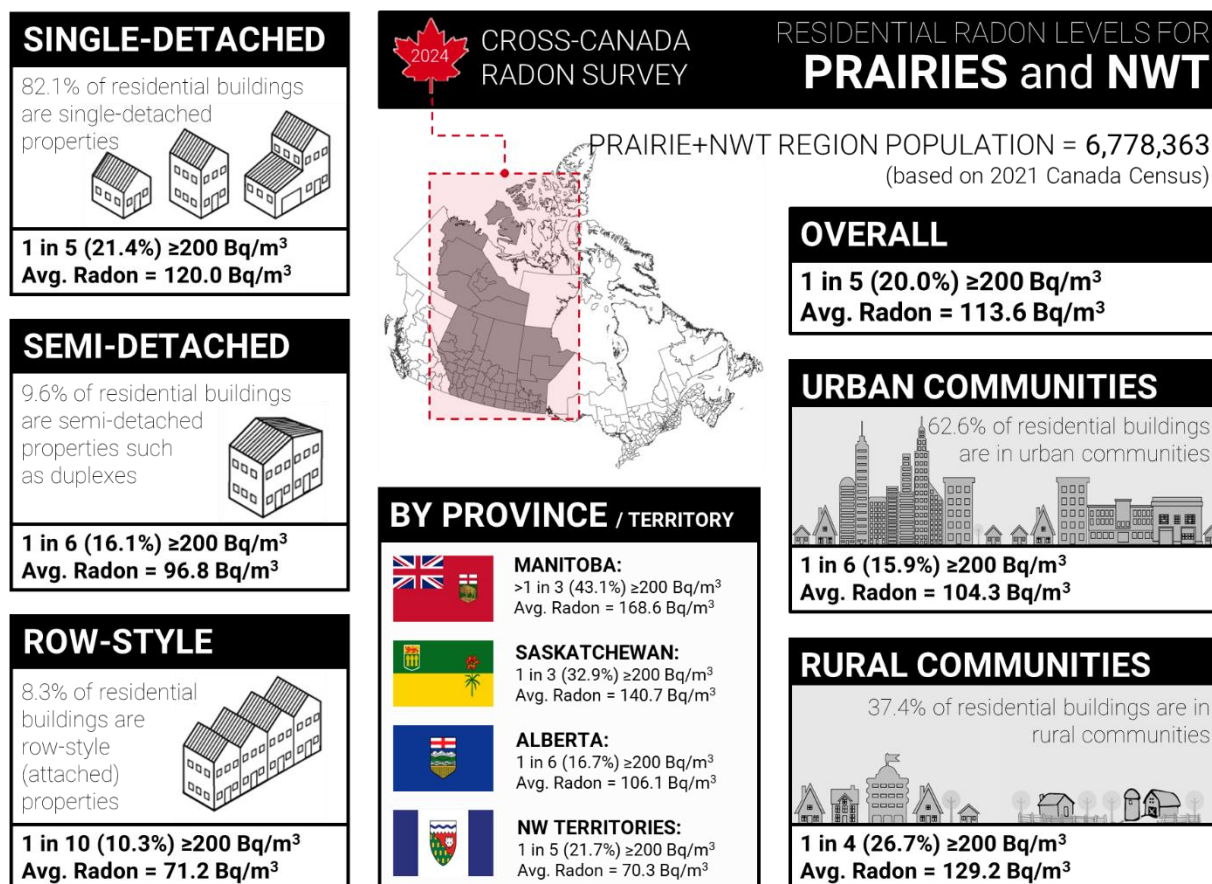 SINGLE-DETACHED
82.1% of residential buildings
are single-detached
properties
1 in 5 (21.4%) ≥200 Bq/m³
Avg. Radon = 120.0 Bq/m³
SEMI-DETACHED
9.6% of residential buildings
are semi-detached
properties such
as duplexes
1 in 6 (16.1%) ≥200 Bq/m³
Avg. Radon = 96.8 Bq/m³
ROW-STYLE
8.3% of residential
buildings are
row-style
(attached)
properties
1 in 10 (10.3%) ≥200 Bq/m³
Avg. Radon = 71.2 Bq/m³
2024
CROSS-CANADA
RADON SURVEY
RESIDENTIAL RADON LEVELS FOR
PRAIRIES and NWT
PRAIRIE+NWT REGION POPULATION = 6,778,363
(based on 2021 Canada Census)
BY PROVINCE / TERRITORY
MANITOBA:
>1 in 3 (43.1%) ≥200 Bq/m³
Avg. Radon = 168.6 Bq/m³
SASKATCHEWAN:
1 in 3 (32.9%) ≥200 Bq/m³
Avg. Radon = 140.7 Bq/m³
ALBERTA:
1 in 6 (16.7%) ≥200 Bq/m³
Avg. Radon = 106.1 Bq/m³
NW TERRITORIES:
1 in 5 (21.7%) ≥200 Bq/m³
Avg. Radon = 70.3 Bq/m³
OVERALL
1 in 5 (20.0%) ≥200 Bq/m³
Avg. Radon = 113.6 Bq/m³
URBAN COMMUNITIES
62.6% of residential buildings
are in urban communities
1 in 6 (15.9%) ≥200 Bq/m³
Avg. Radon = 104.3 Bq/m³
RURAL COMMUNITIES
37.4% of residential buildings are in
rural communities
1 in 4 (26.7%) ≥200 Bq/m³
Avg. Radon = 129.2 Bq/m³